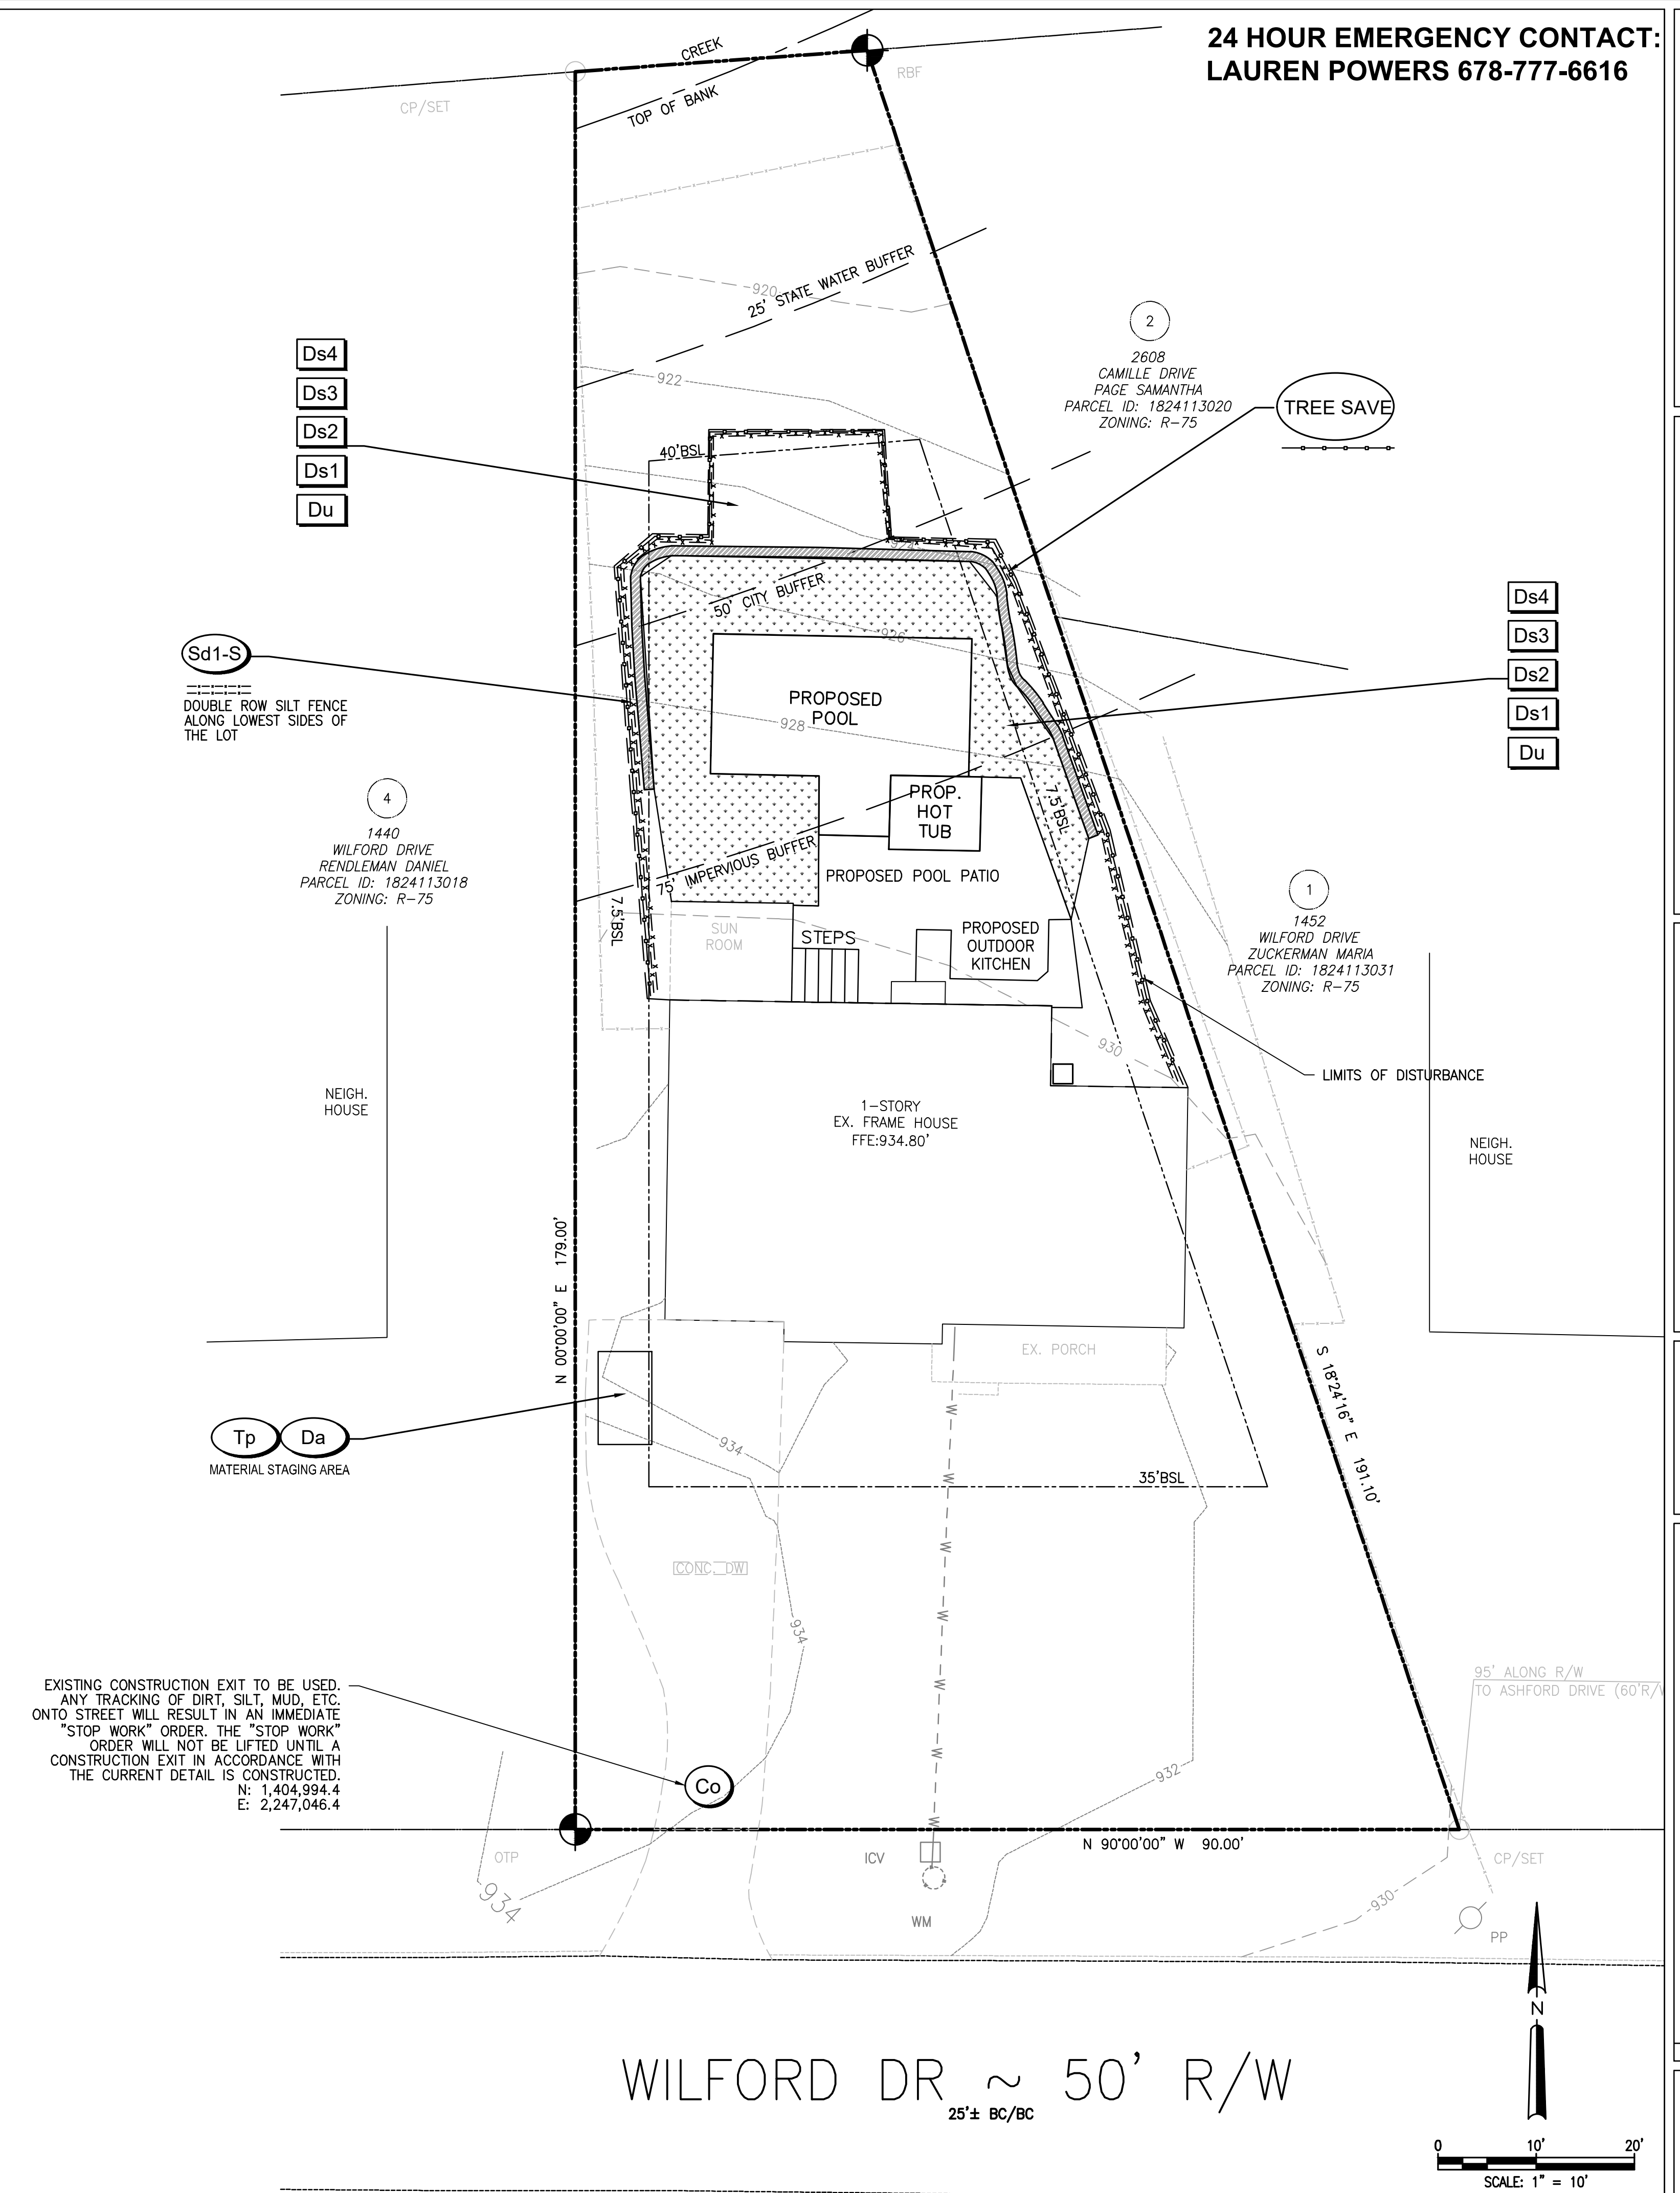 24 HOUR EMERGENCY CONTACT:
LAUREN POWERS 678-777-6616
CREEK
RBF
CP/SET
TOP OF BANK
920
25' STATE WATER BUFFER
922
2
2608
CAMILLE DRIVE
PAGE SAMANTHA
PARCEL ID: 1824113020
ZONING: R-75
TREE SAVE
Ds4
Ds3
Ds2
Ds1
Du
40'BSL
50' CITY BUFFER
926
Ds4
Ds3
Ds2
Ds1
Du
Sd1-S
DOUBLE ROW SILT FENCE
ALONG LOWEST SIDES OF
THE LOT
PROPOSED
POOL
928
PROP.
HOT
TUB
7.5'BSL
4
1440
WILFORD DRIVE
RENDLEMAN DANIEL
PARCEL ID: 1824113018
ZONING: R-75
75' IMPERVIOUS BUFFER
PROPOSED POOL PATIO
7.5'BSL
SUN
ROOM
STEPS
PROPOSED
OUTDOOR
KITCHEN
1
1452
WILFORD DRIVE
ZUCKERMAN MARIA
PARCEL ID: 1824113031
ZONING: R-75
930
LIMITS OF DISTURBANCE
NEIGH.
HOUSE
1-STORY
EX. FRAME HOUSE
FFE:934.80'
NEIGH.
HOUSE
N 00°00'00" E 179.00'
EX. PORCH
S 18°24'16" E 191.10'
Tp
Da
MATERIAL STAGING AREA
934
35'BSL
W
W
W
W
W
W
W
CONC. DW
934
EXISTING CONSTRUCTION EXIT TO BE USED.
ANY TRACKING OF DIRT, SILT, MUD, ETC.
ONTO STREET WILL RESULT IN AN IMMEDIATE
"STOP WORK" ORDER. THE "STOP WORK"
ORDER WILL NOT BE LIFTED UNTIL A
CONSTRUCTION EXIT IN ACCORDANCE WITH
THE CURRENT DETAIL IS CONSTRUCTED.
N: 1,404,994.4
E: 2,247,046.4
Co
932
95' ALONG R/W
TO ASHFORD DRIVE (60'R/
N 90°00'00" W 90.00'
OTP
ICV
CP/SET
934
WM
930
PP
N
WILFORD DR ~ 50' R/W
25'± BC/BC
0 10' 20'
SCALE: 1" = 10'